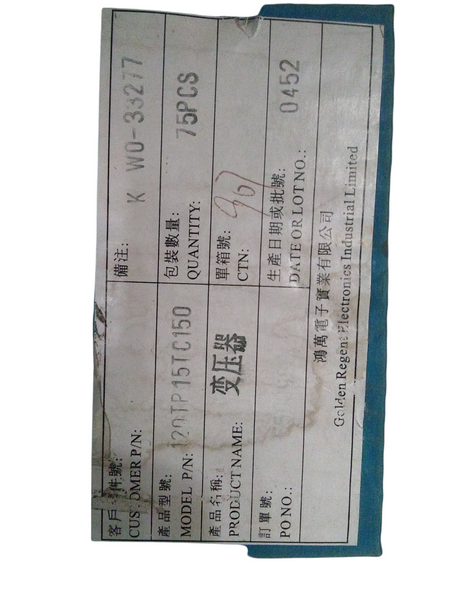 客戶 件號:
CUSTOMER P/N:
備注:
K WO-33277
產品型號:
MODEL P/N: 120TP15TC150
包裝數量:
QUANTITY: 75PCS
產品名稱:
PRODUCT NAME: 变压器
單箱號:
CTN:
訂單號:
PO NO.:
生產日期或批號:
DATE OR LOT NO.: 0452
鴻萬電子實業有限公司
Golden Regent Electronics Industrial Limited